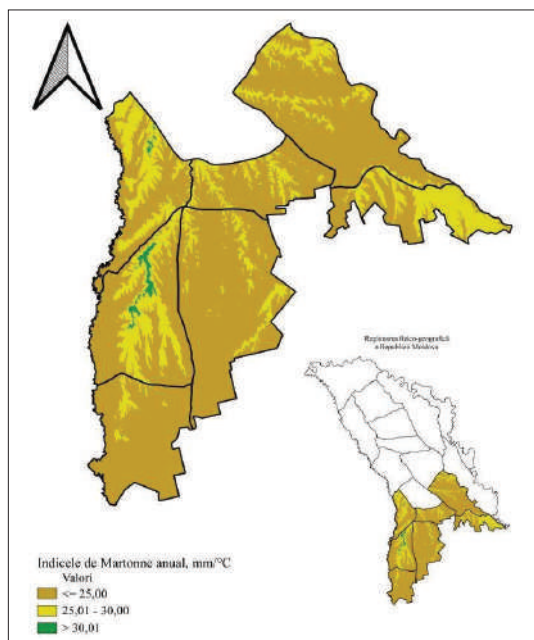 Regionarea fizico-geografică
a Republicii Moldova
Indicele de Martonne anual, mm/°C
Valori
<= 25,00
25,01 - 30,00
> 30,01